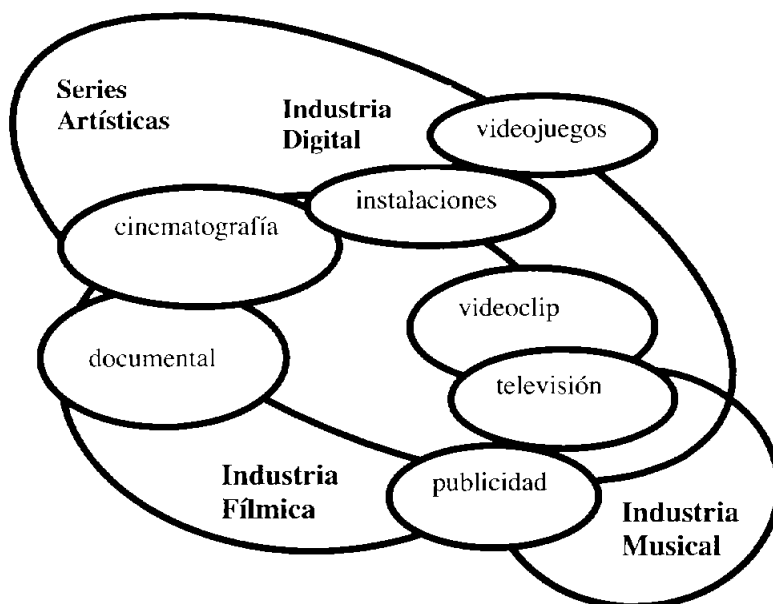 Series
Artísticas
Industria
Digital
videojuegos
instalaciones
cinematografía
videoclip
documental
televisión
Industria
Fílmica
publicidad
Industria
Musical